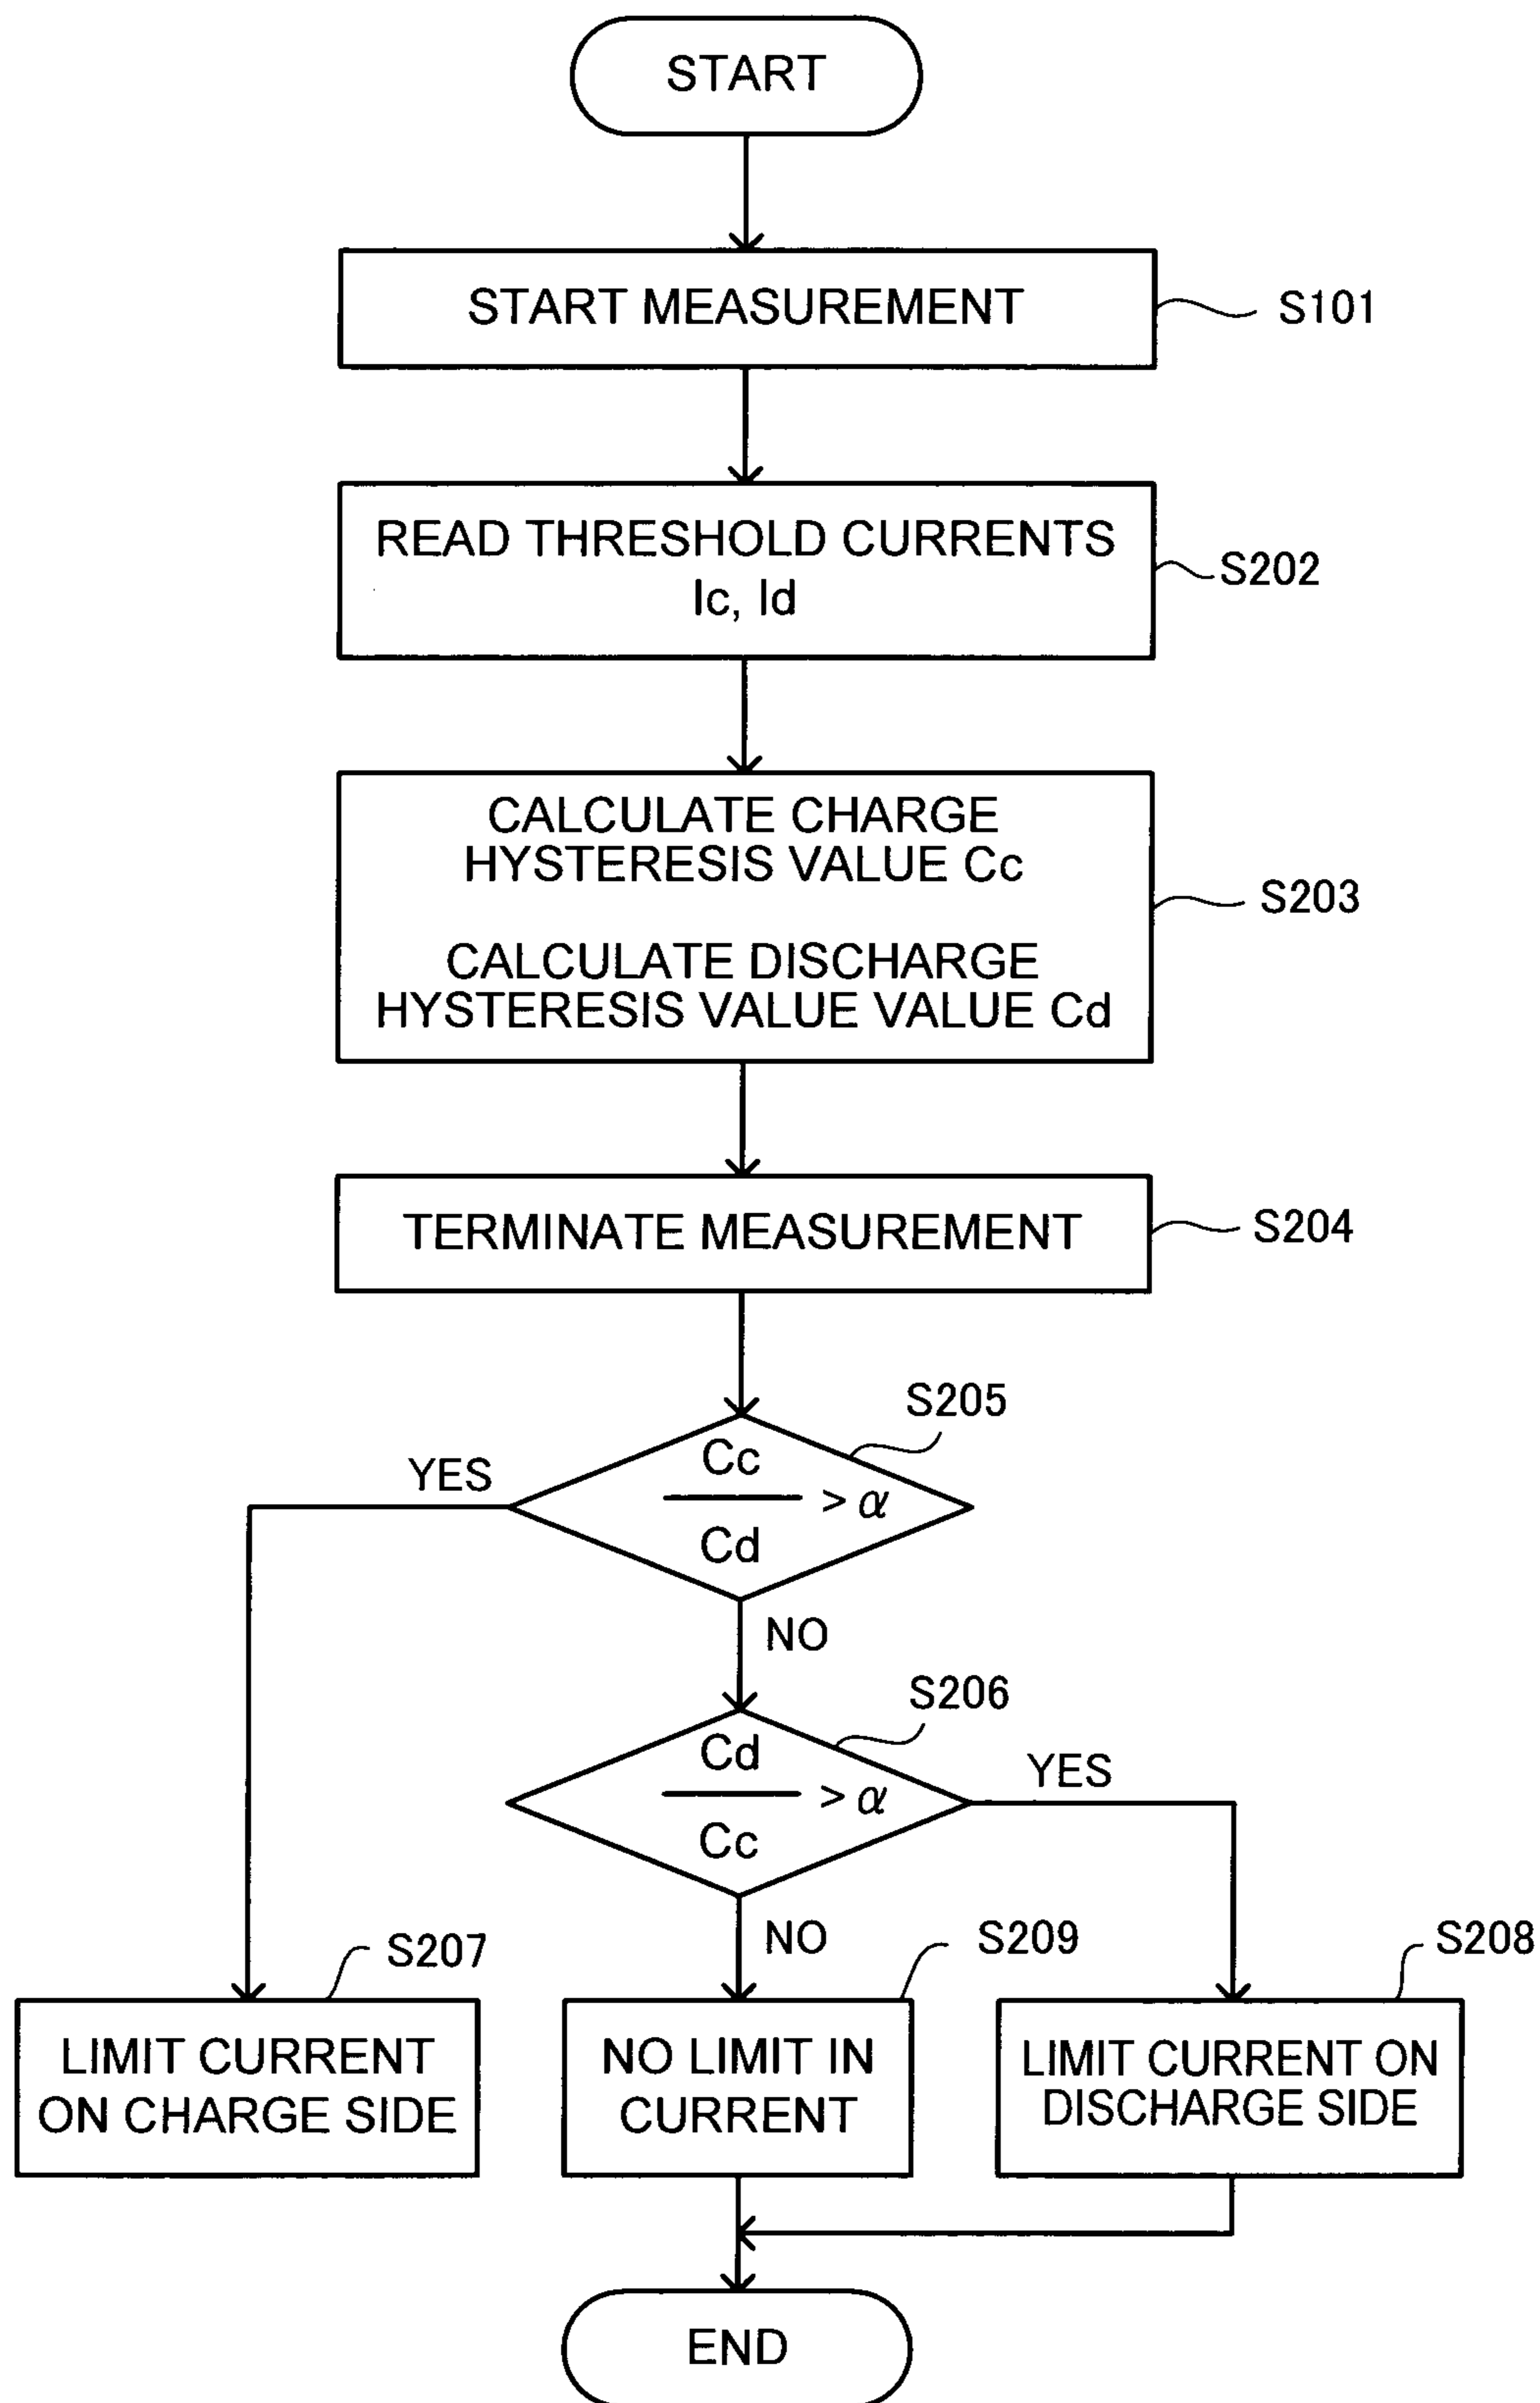 START
START MEASUREMENT
S101
READ THRESHOLD CURRENTS
Ic, Id
S202
CALCULATE CHARGE
HYSTERESIS VALUE Cc
CALCULATE DISCHARGE
HYSTERESIS VALUE VALUE Cd
S203
TERMINATE MEASUREMENT
S204
S205
YES
Cc
> α
Cd
NO
S206
Cd
> α
Cc
YES
NO
S207
S209
S208
LIMIT CURRENT
ON CHARGE SIDE
NO LIMIT IN
CURRENT
LIMIT CURRENT ON
DISCHARGE SIDE
END